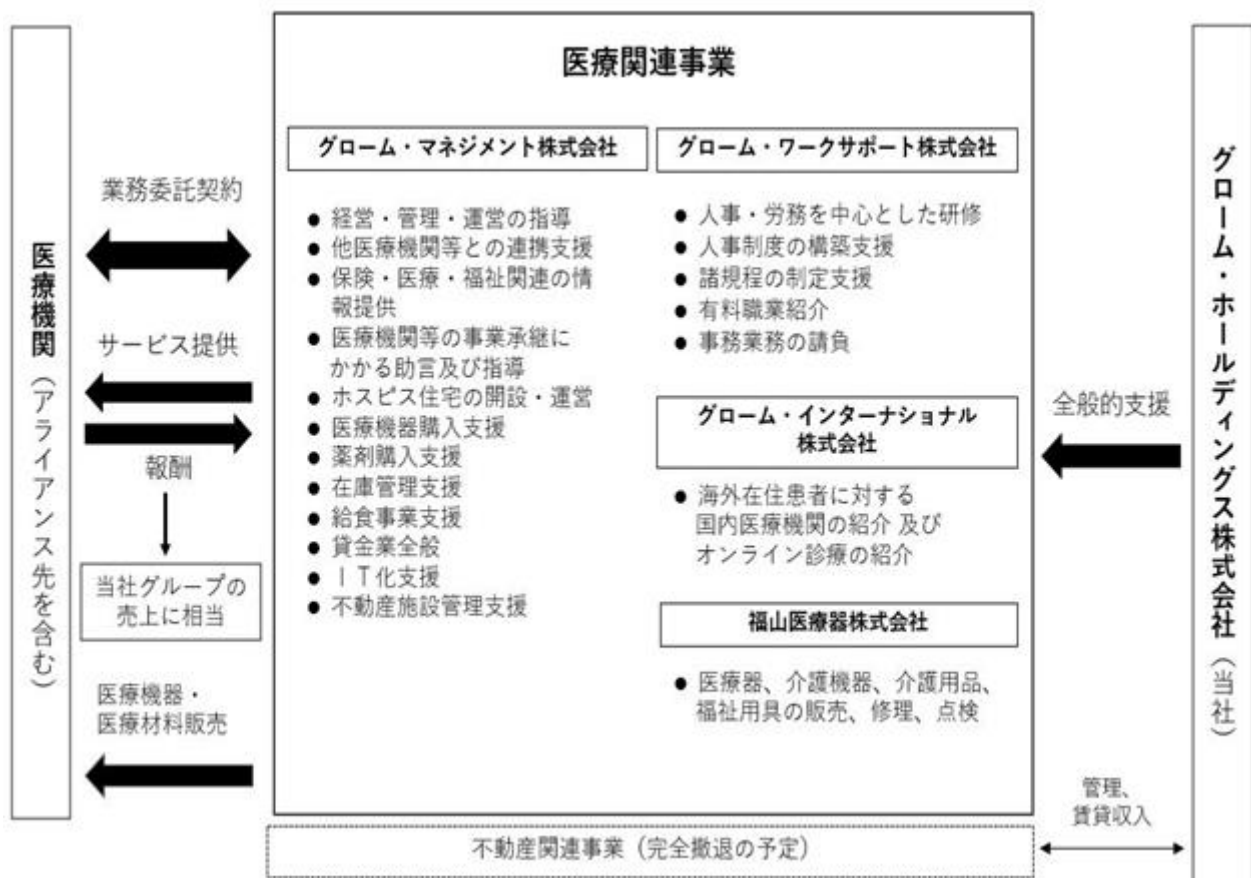 医療機関（アライアンス先を含む）
業務委託契約
サービス提供
報酬
当社グループの
売上に相当
医療機器・
医療材料販売
医療関連事業
グローム・マネジメント株式会社
● 経営・管理・運営の指導
● 他医療機関等との連携支援
● 保険・医療・福祉関連の情
報提供
● 医療機関等の事業承継に
かかる助言及び指導
● ホスピス住宅の開設・運営
● 医療機器購入支援
● 薬剤購入支援
● 在庫管理支援
● 給食事業支援
● 貸金業全般
● ＩＴ化支援
● 不動産施設管理支援
グローム・ワークサポート株式会社
● 人事・労務を中心とした研修
● 人事制度の構築支援
● 諸規程の制定支援
● 有料職業紹介
● 事務業務の請負
グローム・インターナショナル
株式会社
● 海外在住患者に対する
国内医療機関の紹介 及び
オンライン診療の紹介
福山医療器株式会社
● 医療器、介護機器、介護用品、
福祉用具の販売、修理、点検
不動産関連事業（完全撤退の予定）
全般的支援
管理、
賃貸収入
グローム・ホールディングス株式会社（当社）